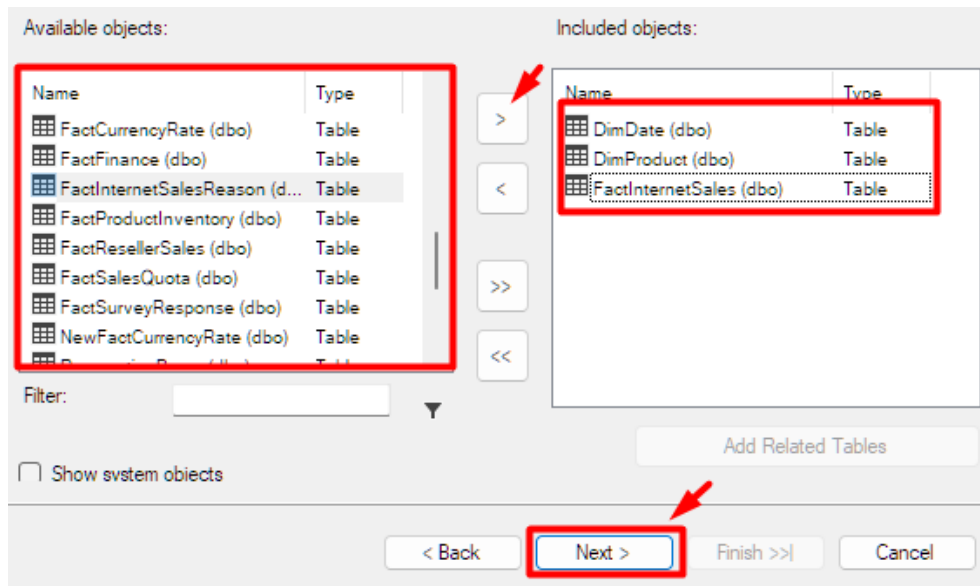 Available objects:
Name Type
FactCurrencyRate (dbo) Table
FactFinance (dbo) Table
FactInternetSalesReason (d... Table
FactProductInventory (dbo) Table
FactResellerSales (dbo) Table
FactSalesQuota (dbo) Table
FactSurveyResponse (dbo) Table
NewFactCurrencyRate (dbo) Table
Filter:
Show system objects
>
<
>>
<<
Included objects:
Name Type
DimDate (dbo) Table
DimProduct (dbo) Table
FactInternetSales (dbo) Table
Add Related Tables
< Back Next > Finish >>| Cancel